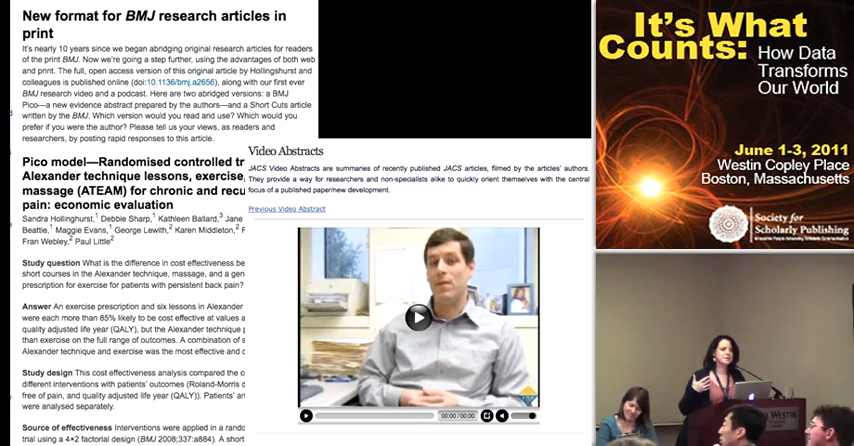 New format for BMJ research articles in
print
It's nearly 10 years since we began abridging original research articles for readers
of the print BMJ. Now we're going a step further, using the advantages of both web
and print. The full, open access version of this original article by Hollingshurst and
colleagues is published online (doi:10.1136/bmj.a2656), along with our first ever
BMJ research video and a podcast. Here are two abridged versions: a BMJ
Pico—a new evidence abstract prepared by the authors—and a Short Cuts article
written by the BMJ. Which version would you read and use? Which would you
prefer if you were the author? Please tell us your views, as readers and
researchers, by posting rapid responses to this article.
Pico model—Randomised controlled tr
Alexander technique lessons, exercise,
massage (ATEAM) for chronic and recu
pain: economic evaluation
Sandra Hollinghurst,1 Debbie Sharp,1 Kathleen Ballard,3 Jane
Beattie,1 Maggie Evans,1 George Lewith,2 Karen Middleton,2 F
Fran Webley,2 Paul Little2
Study question What is the difference in cost effectiveness be
short courses in the Alexander technique, massage, and a gen
prescription for exercise for patients with persistent back pain?
Answer An exercise prescription and six lessons in Alexander
were each more than 85% likely to be cost effective at values a
quality adjusted life year (QALY), but the Alexander technique p
than exercise on the full range of outcomes. A combination of s
Alexander technique and exercise was the most effective and c
Study design This cost effectiveness analysis compared the c
different interventions with patients' outcomes (Roland-Morris d
free of pain, and quality adjusted life year (QALY)). Patients' an
were analysed separately.
Source of effectiveness Interventions were applied in a rando
trial using a 4×2 factorial design (BMJ 2008;337:a884). A short
Video Abstracts
JACS Video Abstracts are summaries of recently published JACS articles, filmed by the articles' authors.
They provide a way for researchers and non-specialists alike to quickly orient themselves with the central
focus of a published paper/new development.
Previous Video Abstract
00:00 / 00:00
It's What
Counts:
How Data
Transforms
Our World
June 1-3, 2011
Westin Copley Place
Boston, Massachusetts
Society for
Scholarly Publishing
THE WESTIN